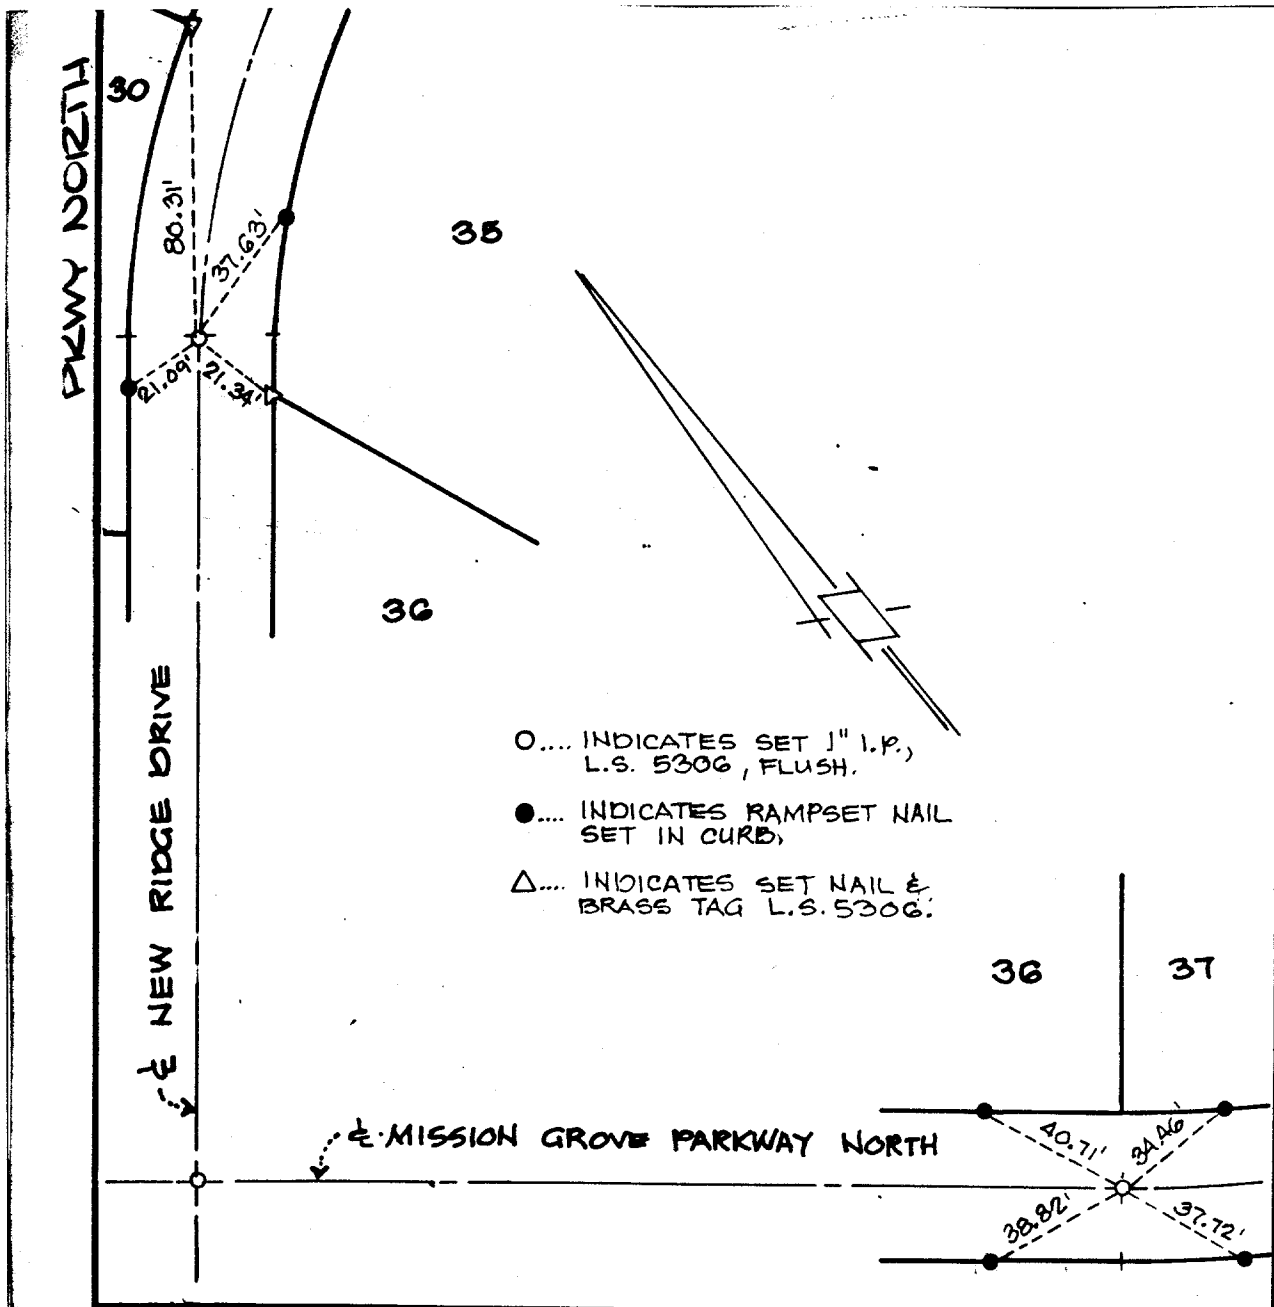 PKWY NORTH
30
80.31'
37.63'
35
21.09'
21.34'
36
℄ NEW RIDGE DRIVE
O.... INDICATES SET 1" I.P.,
L.S. 5306, FLUSH.
●.... INDICATES RAMPSET NAIL
SET IN CURB,
△.... INDICATES SET NAIL &
BRASS TAG L.S. 5306.
36
37
℄ MISSION GROVE PARKWAY NORTH
40.71'
34.46'
38.82'
37.72'